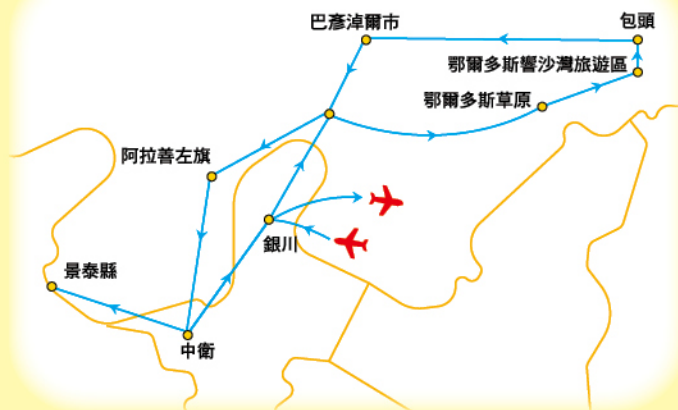 巴彥淖爾市
包頭
鄂爾多斯響沙灣旅遊區
鄂爾多斯草原
阿拉善左旗
銀川
景泰縣
中衛